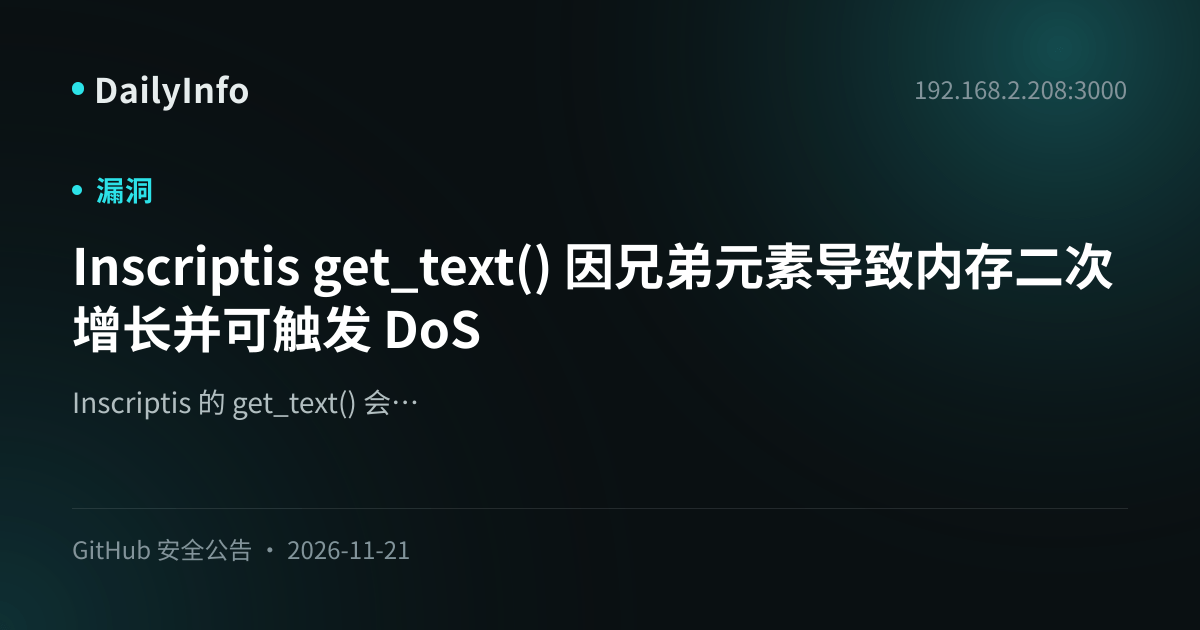 DailyInfo
192.168.2.208:3000
漏洞
Inscriptis get_text() 因兄弟元素导致内存二次
增长并可触发 DoS
Inscriptis 的 get_text() 会…
GitHub 安全公告 · 2026-11-21